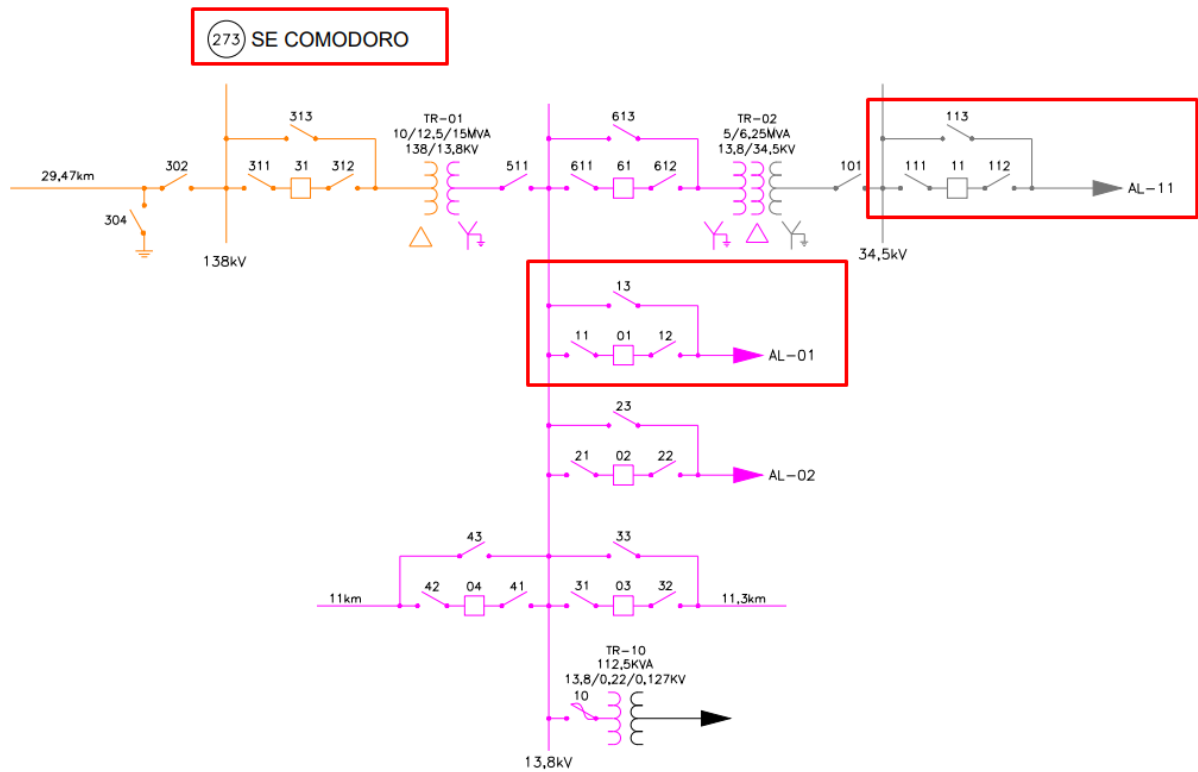 273 SE COMODORO
TR-01
10/12,5/15MVA
138/13,8KV
TR-02
5/6,25MVA
13,8/34,5KV
313
613
113
302
311
31
312
511
611
61
612
101
111
11
112
29,47km
AL-11
304
138kV
34,5kV
13
11
01
12
AL-01
23
21
02
22
AL-02
43
33
42
04
41
31
03
32
11km
11,3km
TR-10
112,5KVA
13,8/0,22/0,127KV
10
13,8kV